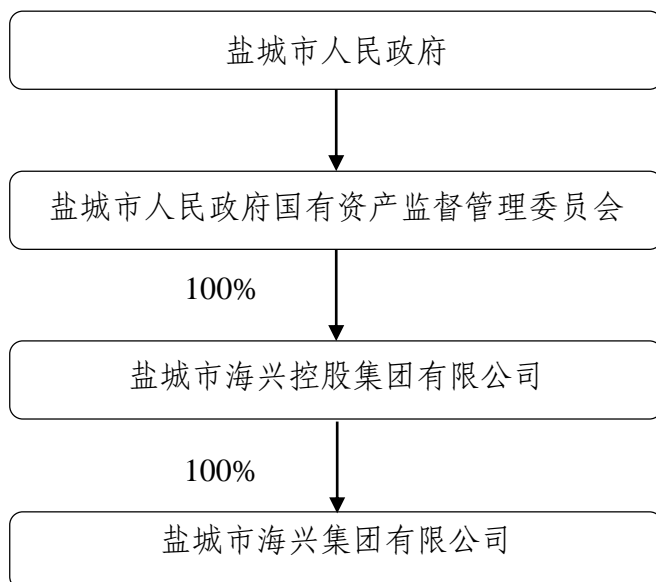 盐城市人民政府
盐城市人民政府国有资产监督管理委员会
100%
盐城市海兴控股集团有限公司
100%
盐城市海兴集团有限公司